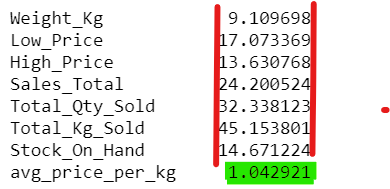 Weight_Kg 9.109698
Low_Price 17.073369
High_Price 13.630768
Sales_Total 24.200524
Total_Qty_Sold 32.338123
Total_Kg_Sold 45.153801
Stock_On_Hand 14.671224
avg_price_per_kg 1.042921